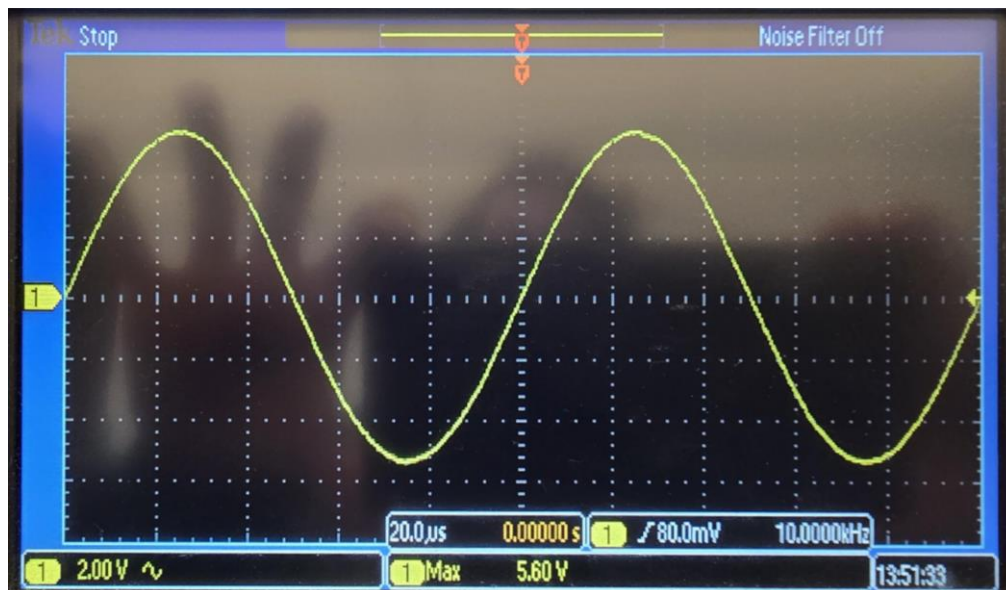 Tek Stop Noise Filter Off
T
T
1
20.0µs 0.00000 s 1 80.0mV 10.0000kHz
1 2.00 V 1 Max 5.60 V 13:51:33